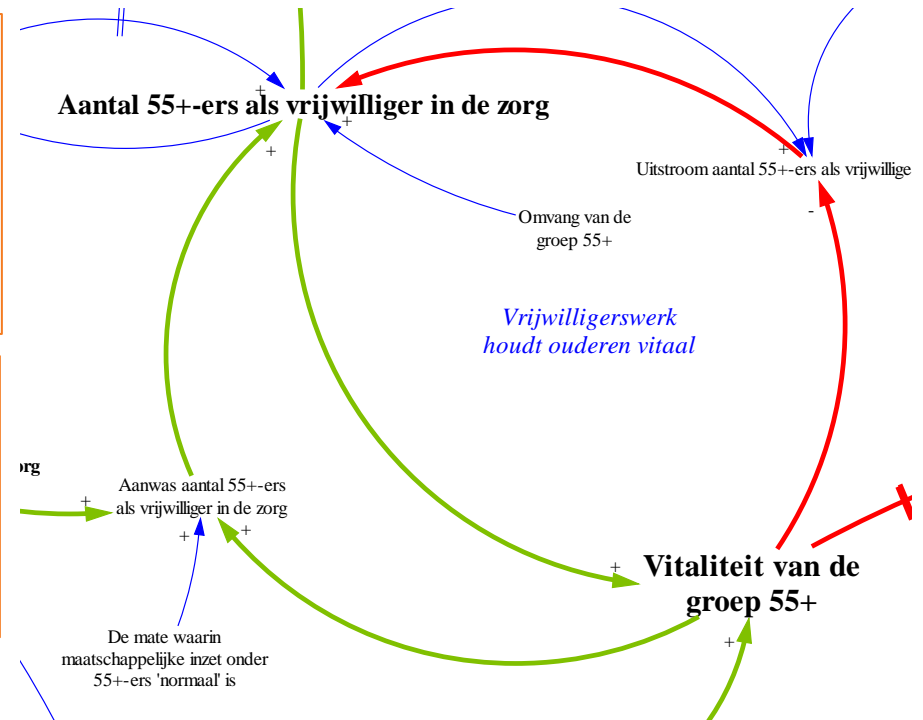 +
Aantal 55+-ers als vrijwilliger in de zorg
+
+
+
Uitstroom aantal 55+-ers als vrijwillige
-
Omvang van de
groep 55+
Vrijwilligerswerk
houdt ouderen vitaal
org
+
Aanwas aantal 55+-ers
als vrijwilliger in de zorg
+
+
+
Vitaliteit van de
groep 55+
+
De mate waarin
maatschappelijke inzet onder
55+-ers 'normaal' is